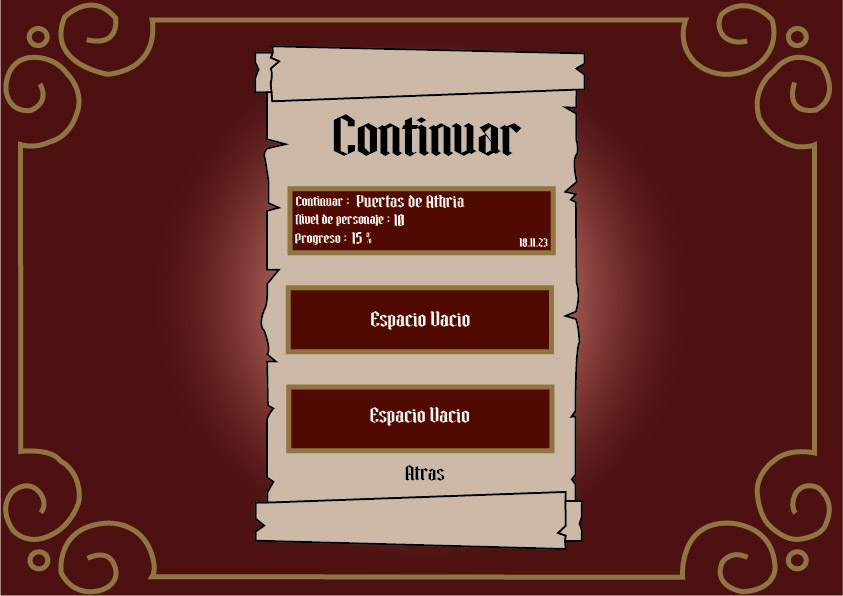 Continuar
Continuar : Puertas de Athria
Nivel de personaje : 10
Progreso : 15 %
18.11.23
Espacio Vacio
Espacio Vacio
Atras